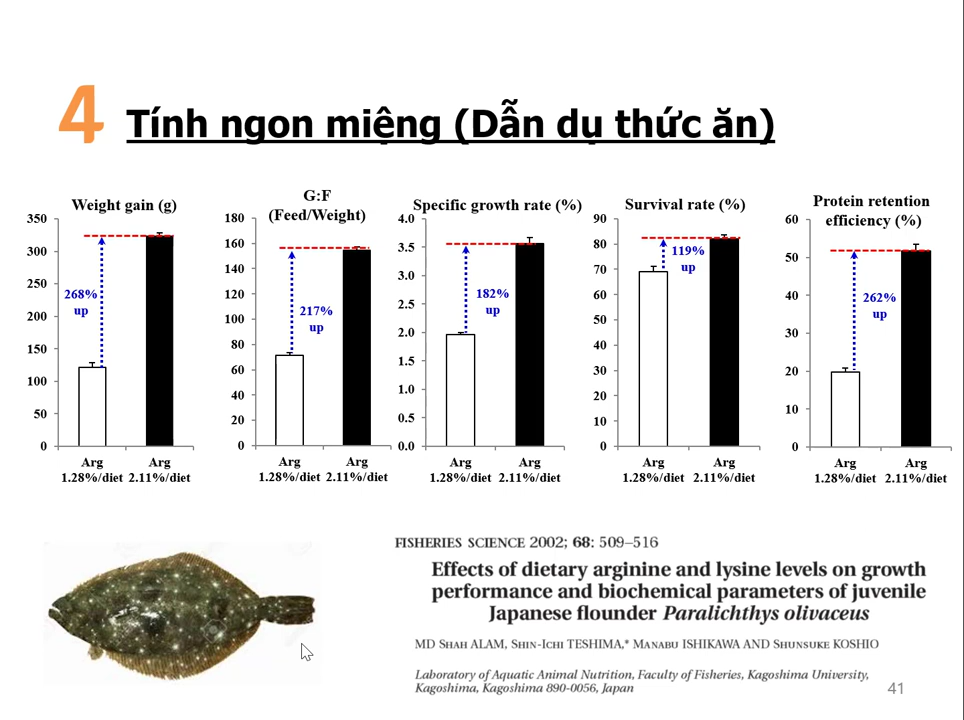 4 Tính ngon miệng (Dẫn dụ thức ăn)
Weight gain (g)
350
300
250
200
150
100
50
0
268%
up
Arg Arg
1.28%/diet 2.11%/diet
G:F
(Feed/Weight)
180
160
140
120
100
80
60
40
20
0
217%
up
Arg Arg
1.28%/diet 2.11%/diet
Specific growth rate (%)
4.0
3.5
3.0
2.5
2.0
1.5
1.0
0.5
0.0
182%
up
Arg Arg
1.28%/diet 2.11%/diet
Survival rate (%)
90
80
70
60
50
40
30
20
10
0
119%
up
Arg Arg
1.28%/diet 2.11%/diet
Protein retention
efficiency (%)
60
50
40
30
20
10
0
262%
up
Arg Arg
1.28%/diet 2.11%/diet
FISHERIES SCIENCE 2002; 68: 509–516
Effects of dietary arginine and lysine levels on growth
performance and biochemical parameters of juvenile
Japanese flounder Paralichthys olivaceus
MD SHAH ALAM, SHIN-ICHI TESHIMA,* MANABU ISHIKAWA AND SHUNSUKE KOSHIO
Laboratory of Aquatic Animal Nutrition, Faculty of Fisheries, Kagoshima University,
Kagoshima, Kagoshima 890-0056, Japan
41